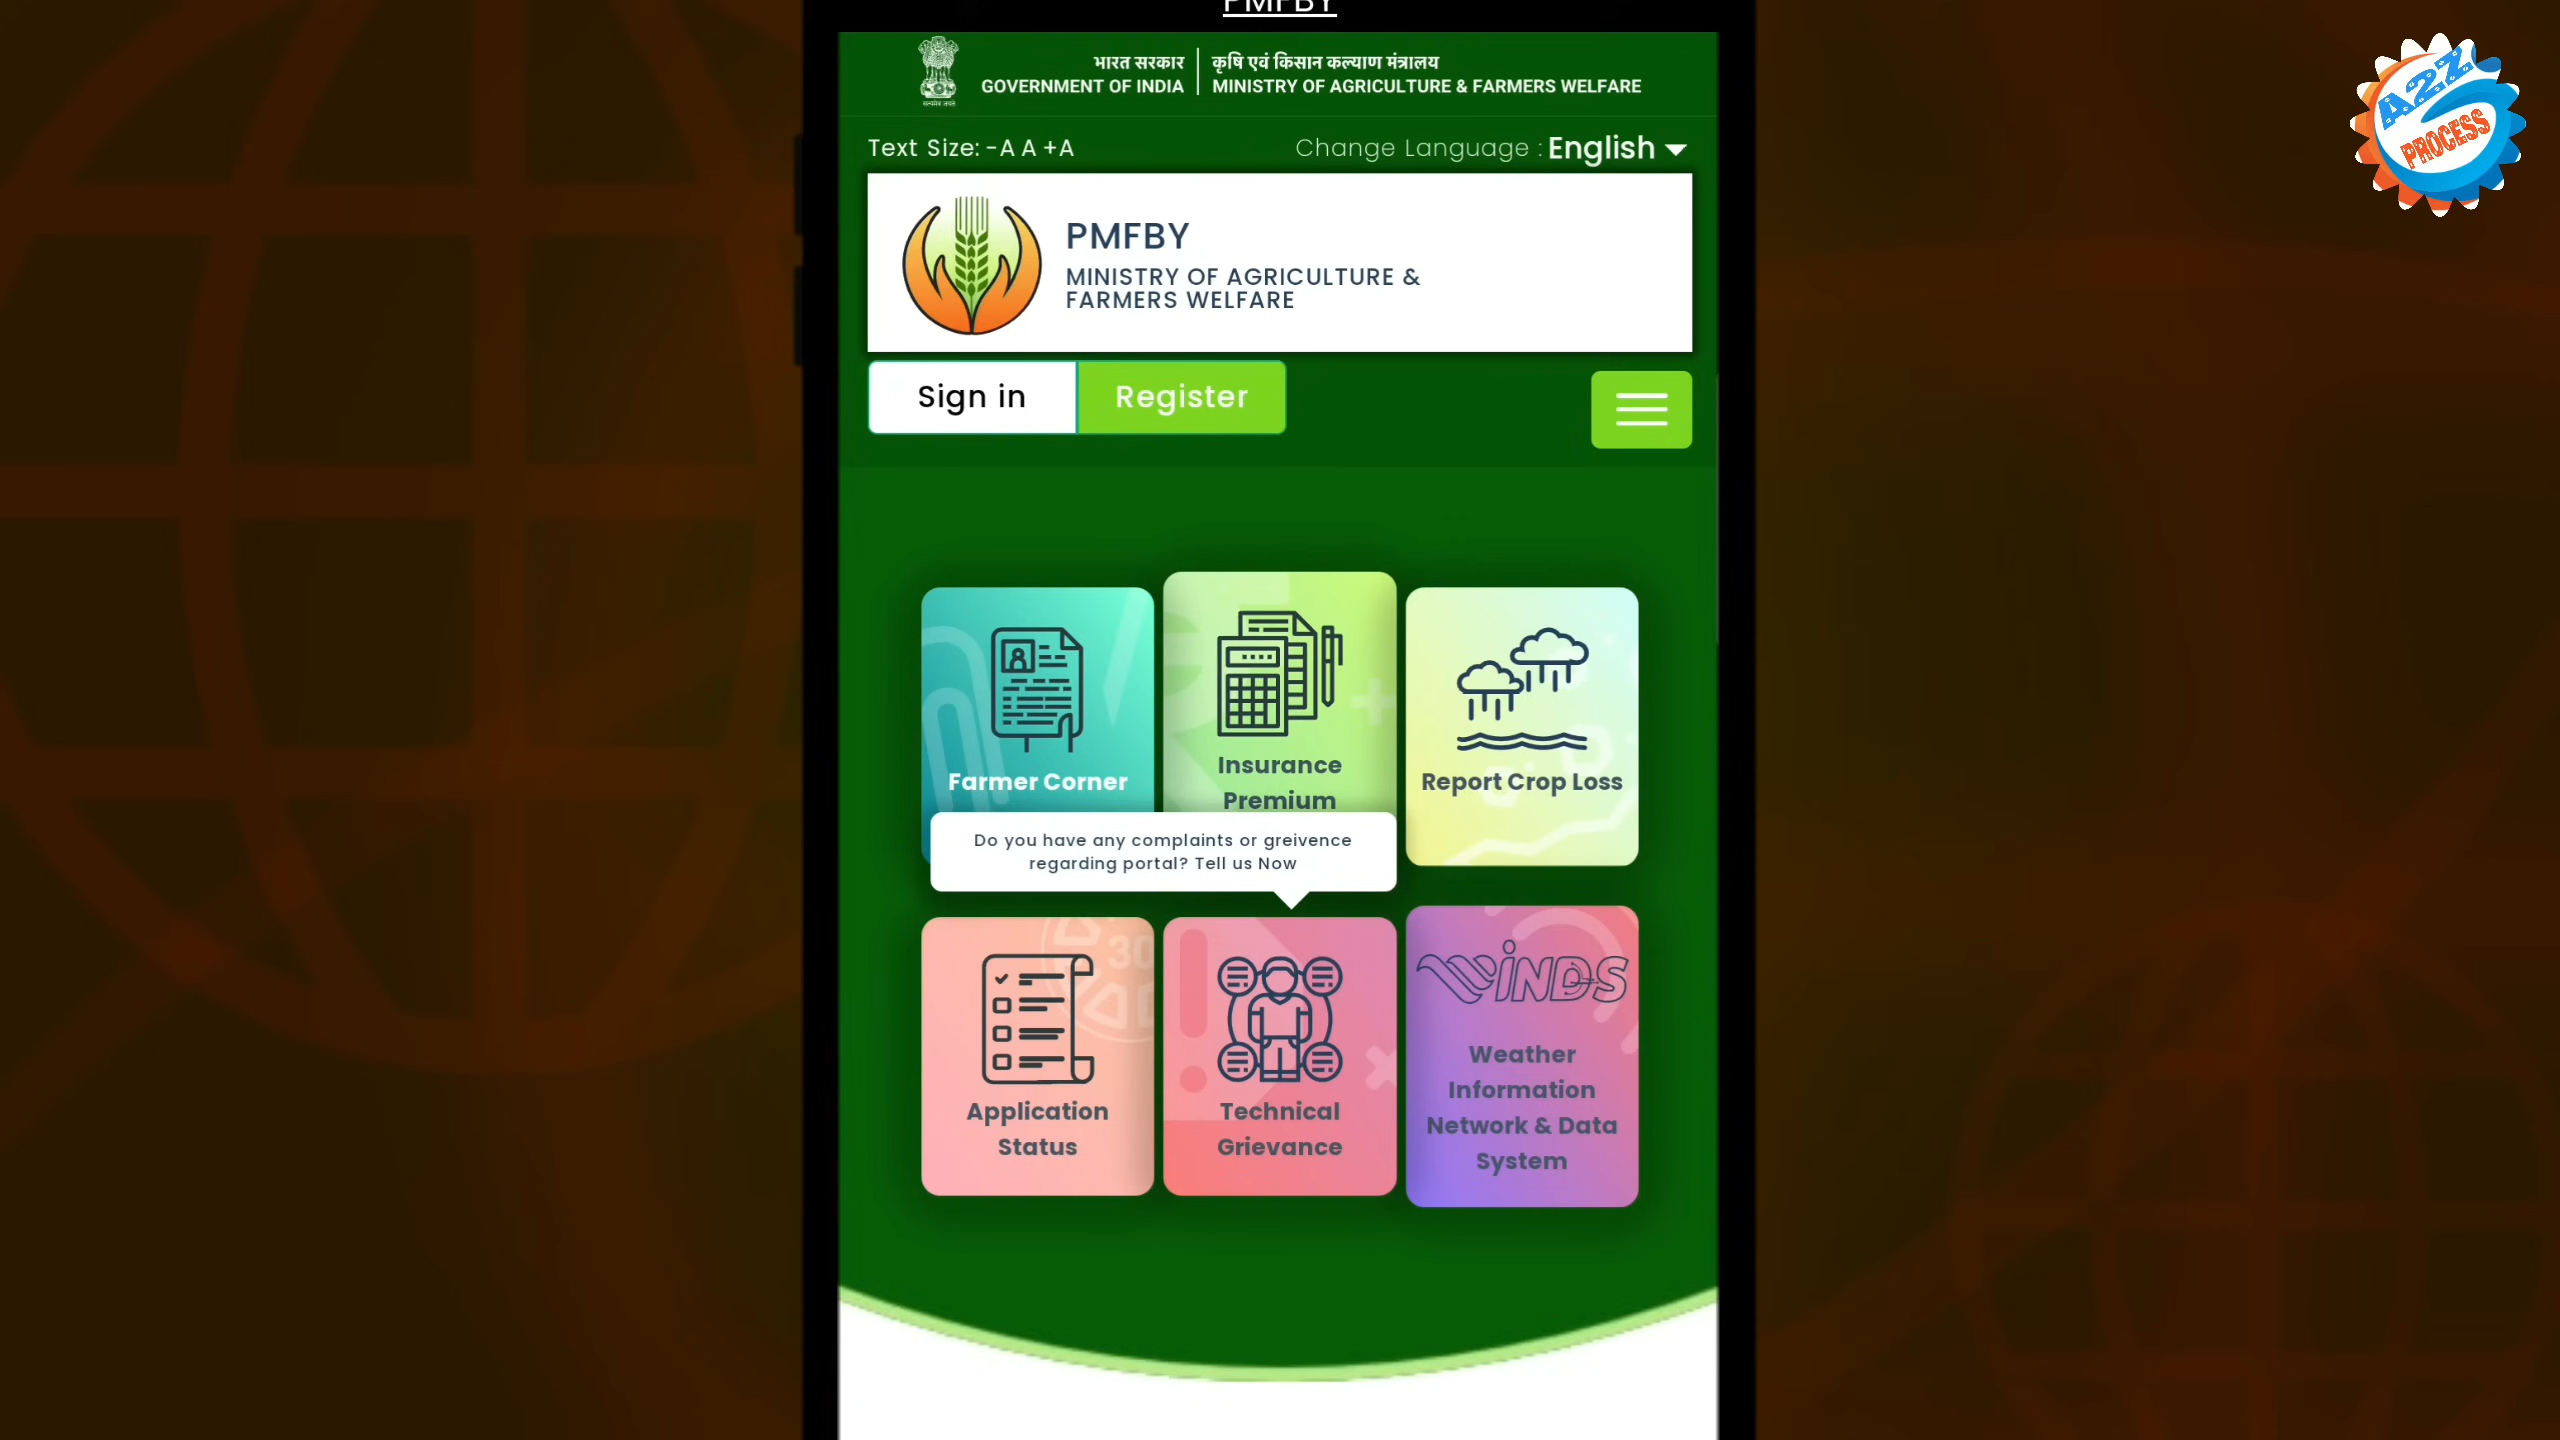 PMFBY
भारत सरकार
GOVERNMENT OF INDIA
कृषि एवं किसान कल्याण मंत्रालय
MINISTRY OF AGRICULTURE & FARMERS WELFARE
A2Z
PROCESS
Text Size: -A A +A
Change Language : English
PMFBY
MINISTRY OF AGRICULTURE &
FARMERS WELFARE
Sign in
Register
Farmer Corner
Insurance
Premium
Report Crop Loss
Do you have any complaints or greivence
regarding portal? Tell us Now
Application
Status
30
Technical
Grievance
WINDS
Weather
Information
Network & Data
System